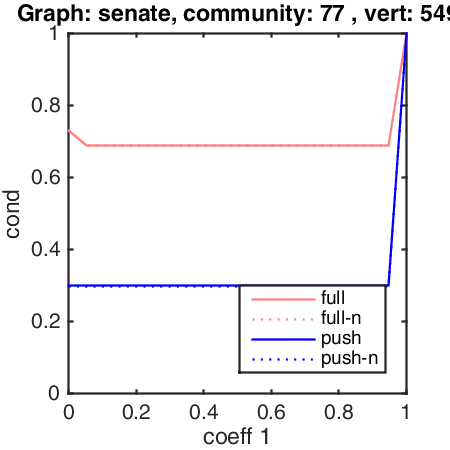 Graph: senate, community: 77 , vert: 549
1
0.8
0.6
0.4
0.2
0
cond
full
full-n
push
push-n
0 0.2 0.4 0.6 0.8 1
coeff 1